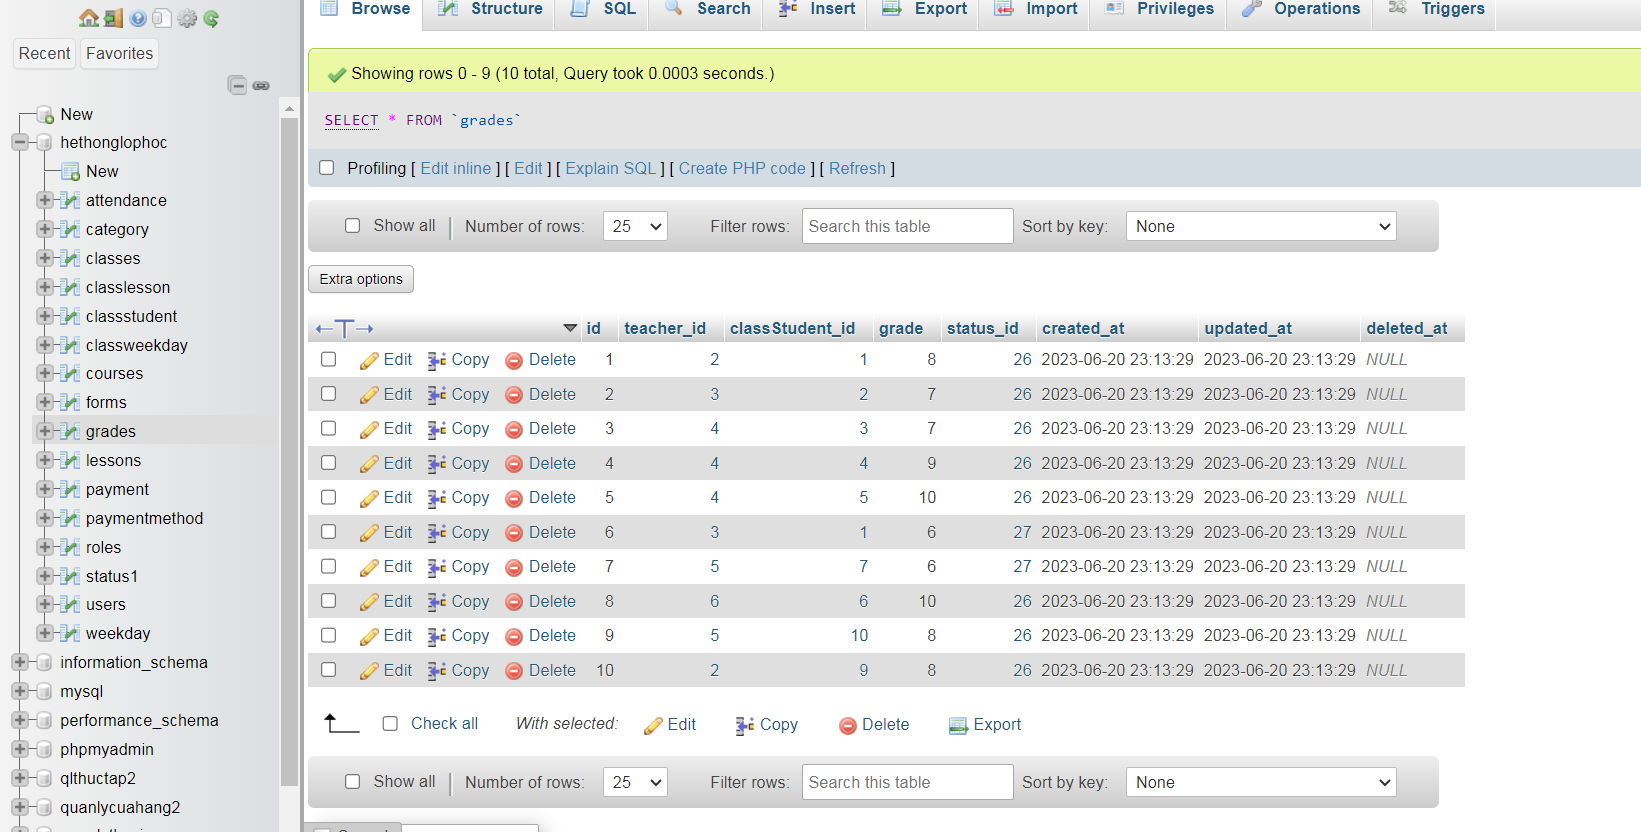 Recent
Favorites
New
hethonglophoc
New
attendance
category
classes
classlesson
classstudent
classweekday
courses
forms
grades
lessons
payment
paymentmethod
roles
status1
users
weekday
information_schema
mysql
performance_schema
phpmyadmin
qlthuctap2
quanlycuahang2
Browse Structure SQL Search Insert Export Import Privileges Operations Triggers
Showing rows 0 - 9 (10 total, Query took 0.0003 seconds.)
SELECT * FROM `grades`
Profiling [ Edit inline ] [ Edit ] [ Explain SQL ] [ Create PHP code ] [ Refresh ]
Show all Number of rows: 25 Filter rows: Search this table Sort by key: None
Extra options
id teacher_id classStudent_id grade status_id created_at updated_at deleted_at
Edit Copy Delete 1 2 1 8 26 2023-06-20 23:13:29 2023-06-20 23:13:29 NULL
Edit Copy Delete 2 3 2 7 26 2023-06-20 23:13:29 2023-06-20 23:13:29 NULL
Edit Copy Delete 3 4 3 7 26 2023-06-20 23:13:29 2023-06-20 23:13:29 NULL
Edit Copy Delete 4 4 4 9 26 2023-06-20 23:13:29 2023-06-20 23:13:29 NULL
Edit Copy Delete 5 4 5 10 26 2023-06-20 23:13:29 2023-06-20 23:13:29 NULL
Edit Copy Delete 6 3 1 6 27 2023-06-20 23:13:29 2023-06-20 23:13:29 NULL
Edit Copy Delete 7 5 7 6 27 2023-06-20 23:13:29 2023-06-20 23:13:29 NULL
Edit Copy Delete 8 6 6 10 26 2023-06-20 23:13:29 2023-06-20 23:13:29 NULL
Edit Copy Delete 9 5 10 8 26 2023-06-20 23:13:29 2023-06-20 23:13:29 NULL
Edit Copy Delete 10 2 9 8 26 2023-06-20 23:13:29 2023-06-20 23:13:29 NULL
Check all With selected: Edit Copy Delete Export
Show all Number of rows: 25 Filter rows: Search this table Sort by key: None